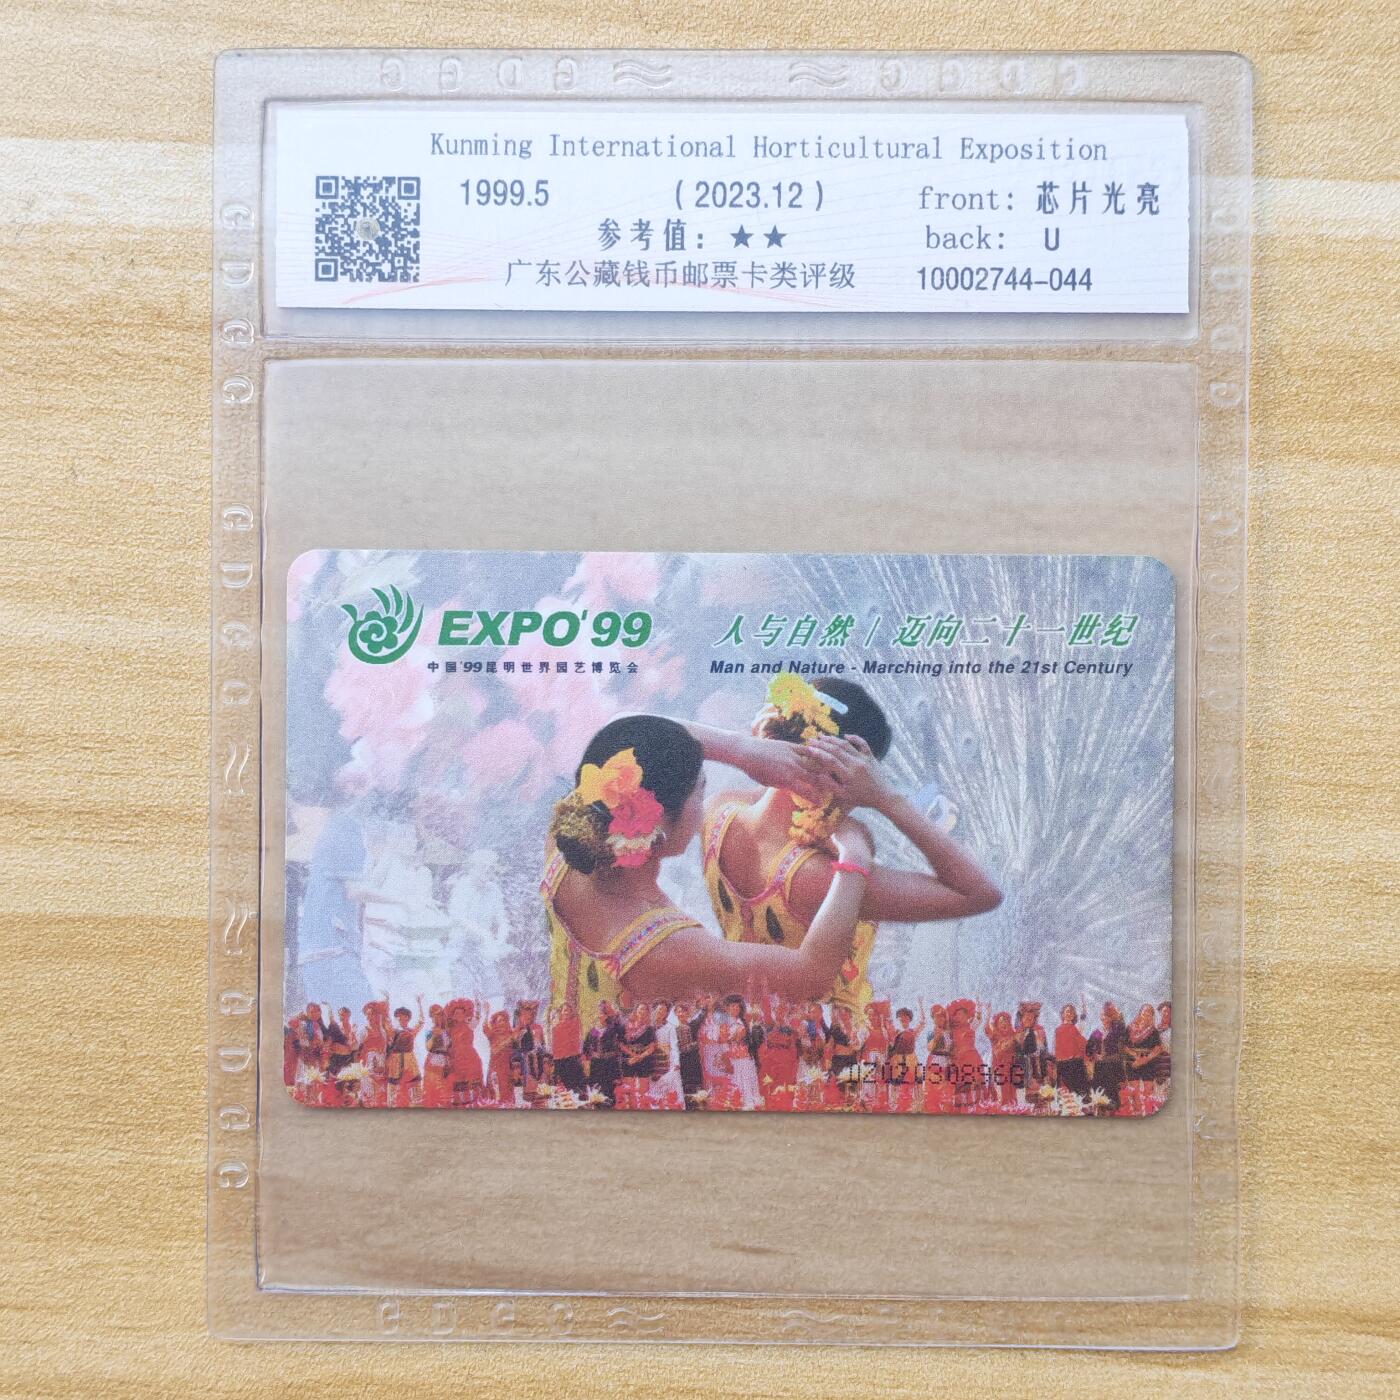 Kunming International Horticultural Exposition
1999.5 (2023.12) front: 芯片光亮
参考值: ★★ back: U
广东公藏钱币邮票卡类评级 10002744-044
EXPO'99 人与自然 / 迈向二十一世纪
中国'99昆明世界园艺博览会 Man and Nature - Marching into the 21st Century